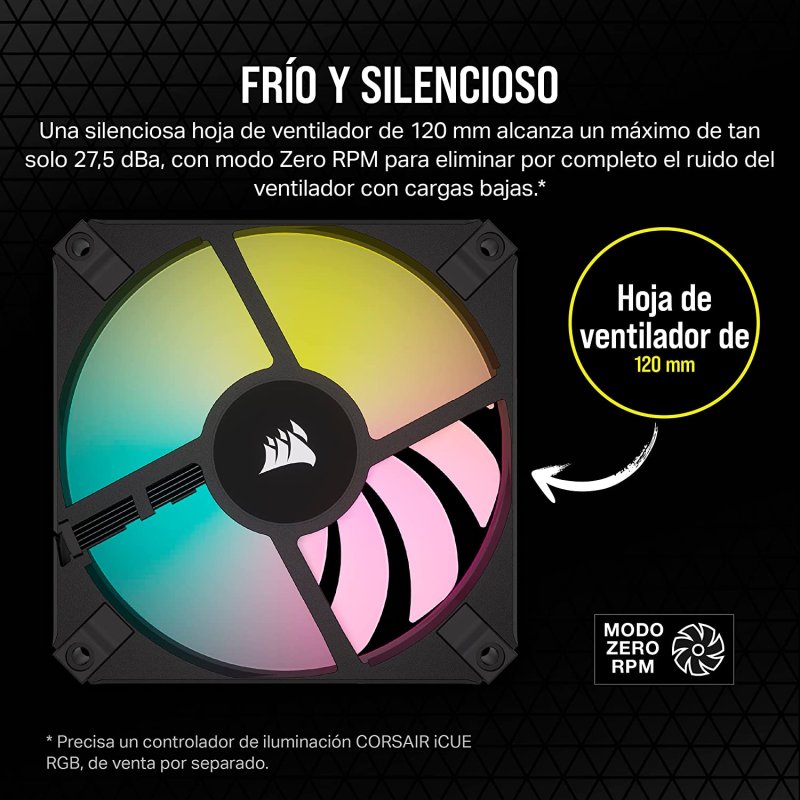 FRÍO Y SILENCIOSO
Una silenciosa hoja de ventilador de 120 mm alcanza un máximo de tan
solo 27,5 dBa, con modo Zero RPM para eliminar por completo el ruido del
ventilador con cargas bajas.*
Hoja de
ventilador de
120 mm
MODO
ZERO
RPM
* Precisa un controlador de iluminación CORSAIR iCUE
RGB, de venta por separado.